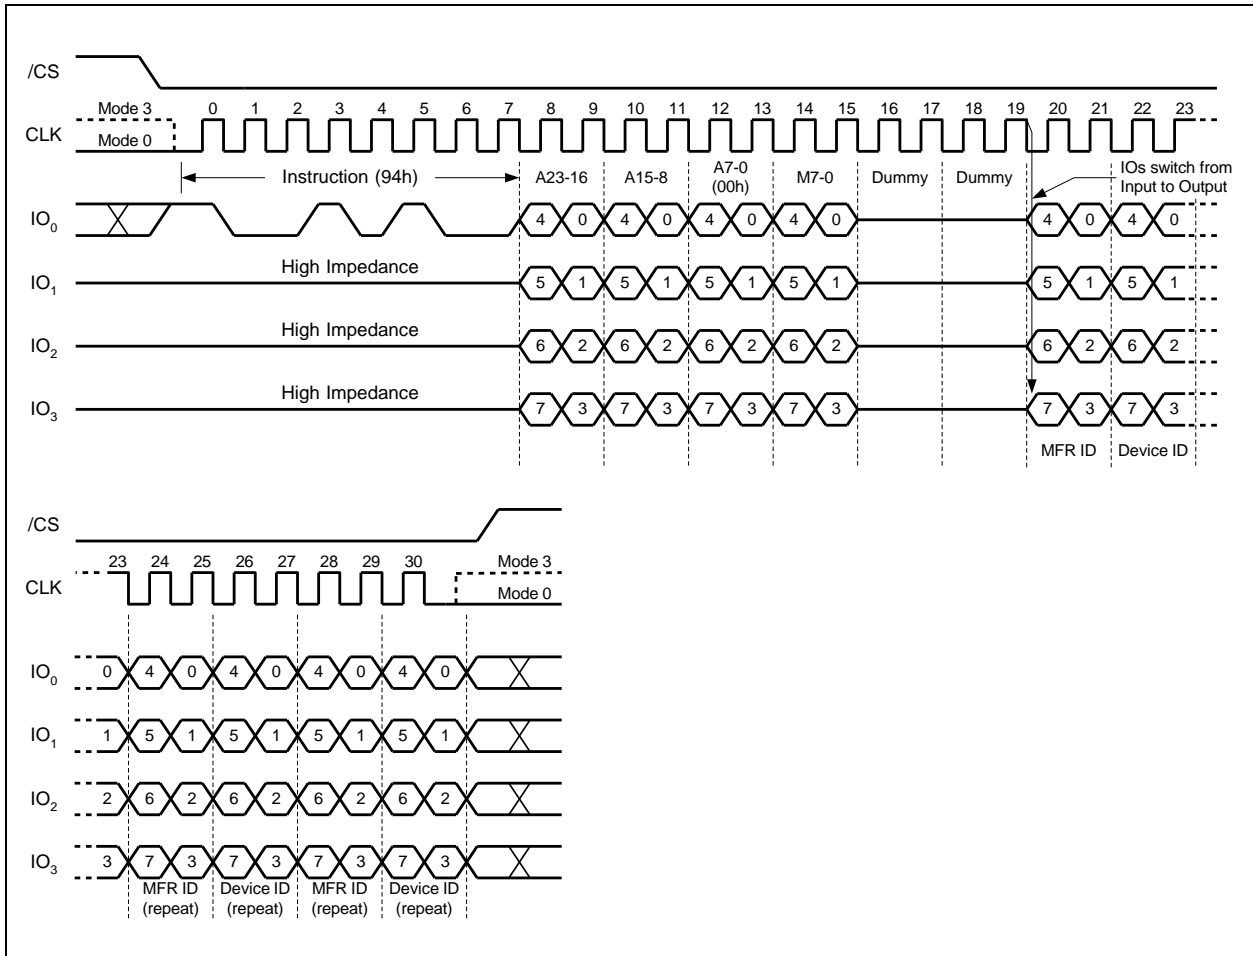 /CS
Mode 3 0 1 2 3 4 5 6 7 8 9 10 11 12 13 14 15 16 17 18 19 20 21 22 23
CLK Mode 0
Instruction (94h) A23-16 A15-8 A7-0 (00h) M7-0 Dummy Dummy
IOs switch from
Input to Output
IO0 4 0 4 0 4 0 4 0 4 0 4 0
High Impedance
IO1 5 1 5 1 5 1 5 1 5 1 5 1
High Impedance
IO2 6 2 6 2 6 2 6 2 6 2 6 2
High Impedance
IO3 7 3 7 3 7 3 7 3 7 3 7 3
MFR ID Device ID
/CS
23 24 25 26 27 28 29 30 Mode 3
CLK Mode 0
IO0 0 4 0 4 0 4 0 4 0
IO1 1 5 1 5 1 5 1 5 1
IO2 2 6 2 6 2 6 2 6 2
IO3 3 7 3 7 3 7 3 7 3
MFR ID Device ID MFR ID Device ID
(repeat) (repeat) (repeat) (repeat)